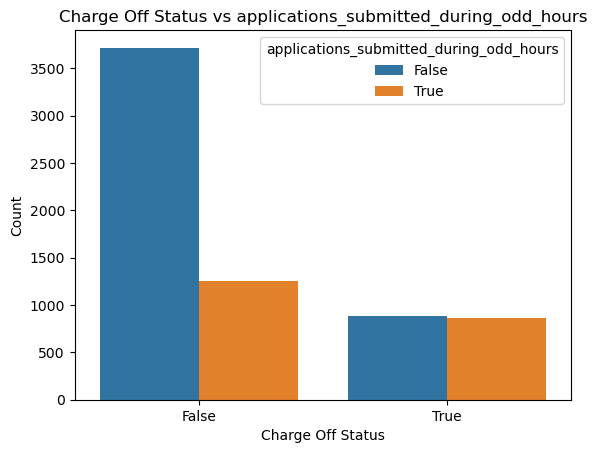 Charge Off Status vs applications_submitted_during_odd_hours
applications_submitted_during_odd_hours
False
True
3500
3000
2500
2000
1500
1000
500
0
Count
False
True
Charge Off Status